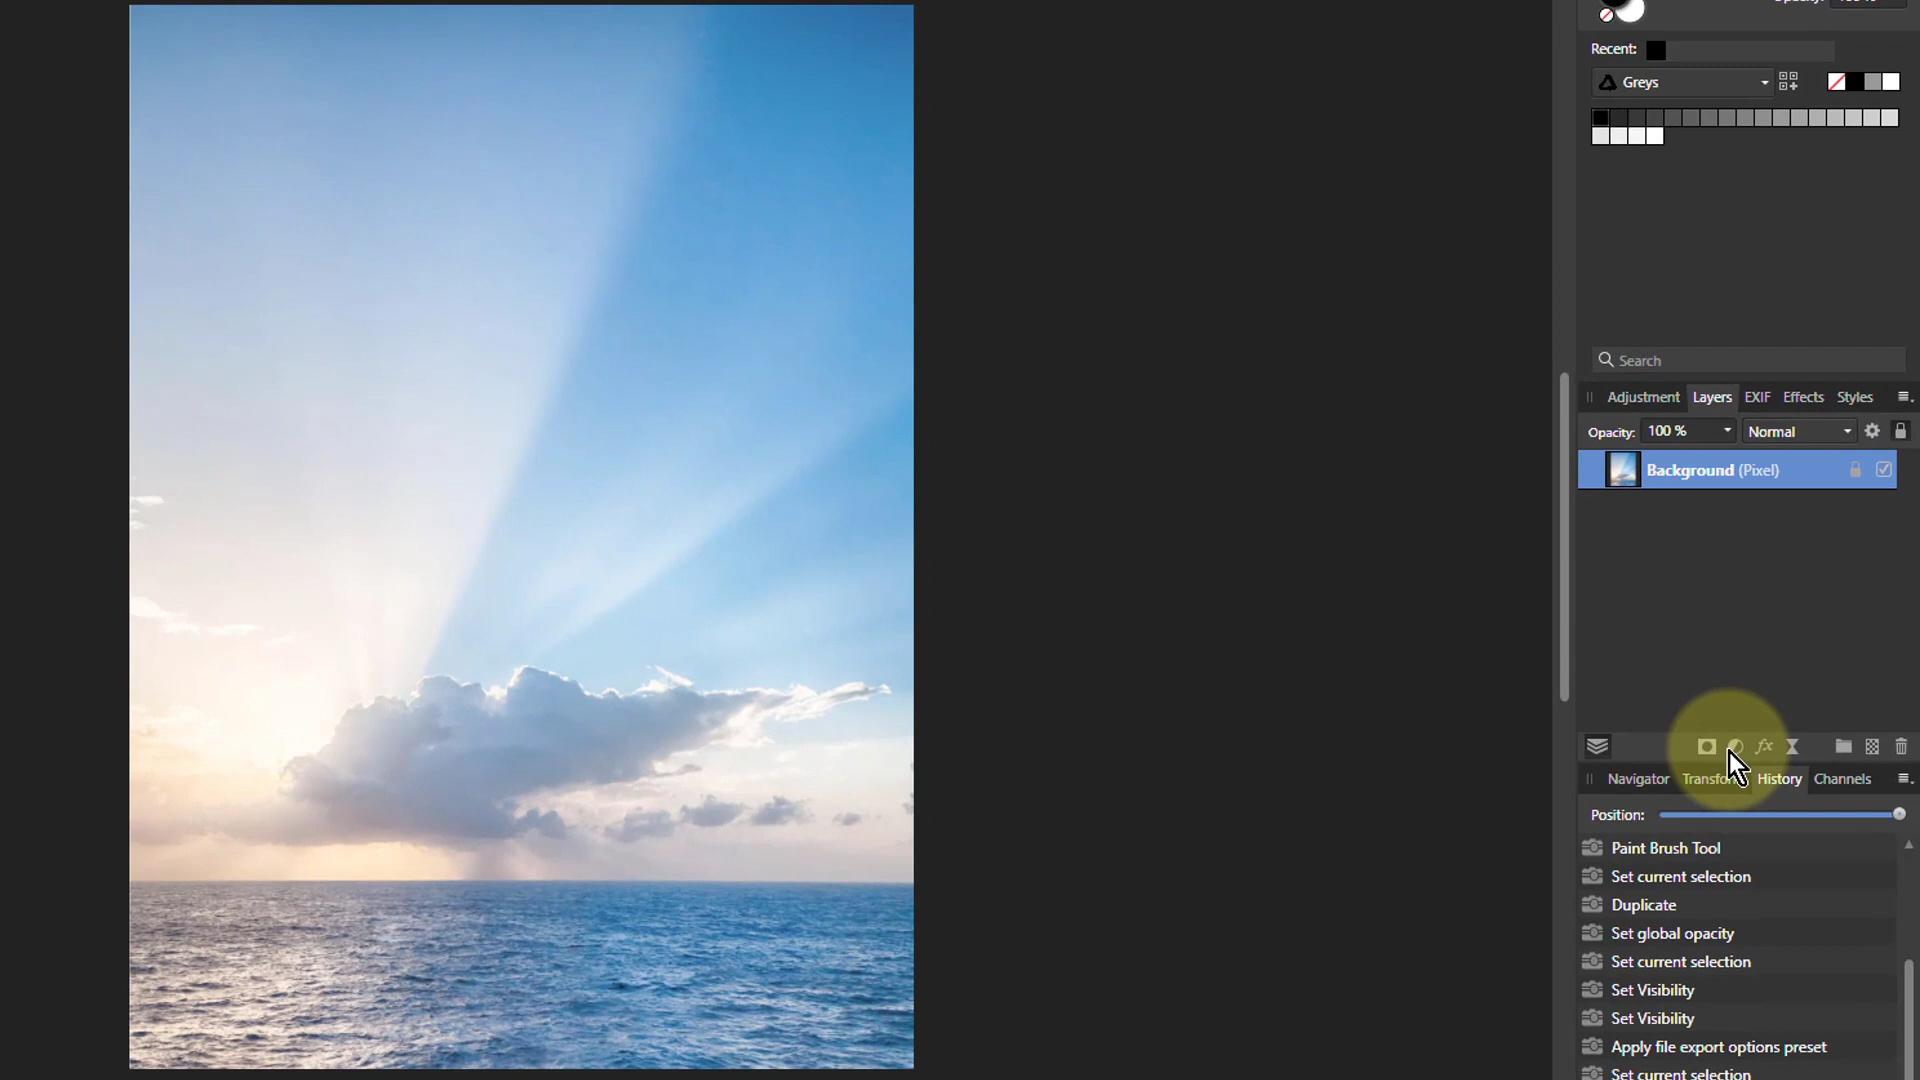 Opacity:
Recent:
Greys
Search
Adjustment Layers EXIF Effects Styles
Opacity: 100 % Normal
Background (Pixel)
fx
Navigator History Channels
Position:
Paint Brush Tool
Set current selection
Duplicate
Set global opacity
Set current selection
Set Visibility
Set Visibility
Apply file export options preset
Set current selection